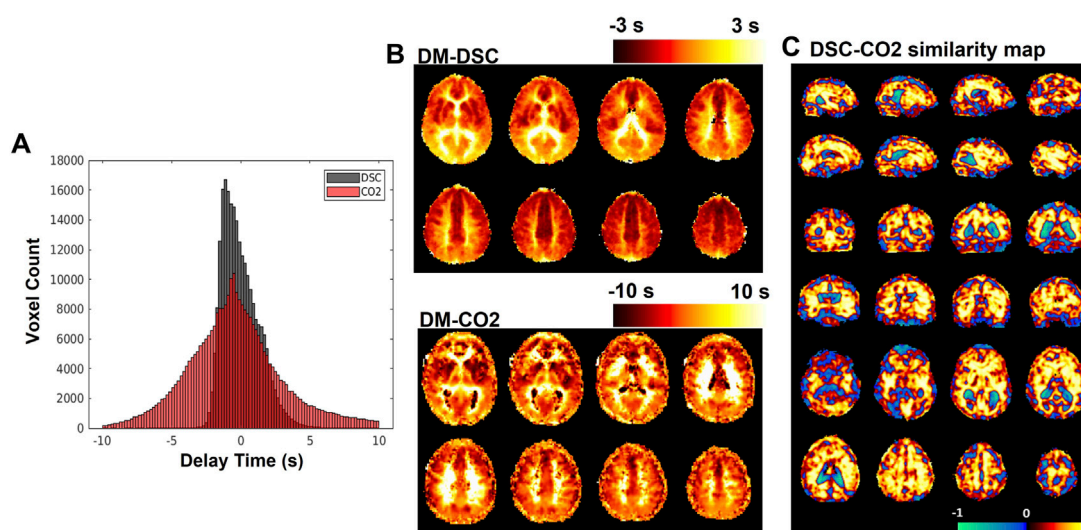 A
18000
16000
14000
12000
10000
8000
6000
4000
2000
0
Voxel Count
-10 -5 0 5 10
Delay Time (s)
DSC
CO2
B
-3 s 3 s
DM-DSC
-10 s 10 s
DM-CO2
C DSC-CO2 similarity map
-1 0